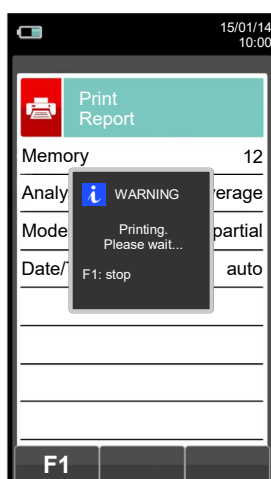 15/01/14
10:00
Print
Report
Memory 12
Analy verage
Mode partial
Date/ auto
WARNING
Printing.
Please wait...
F1: stop
F1